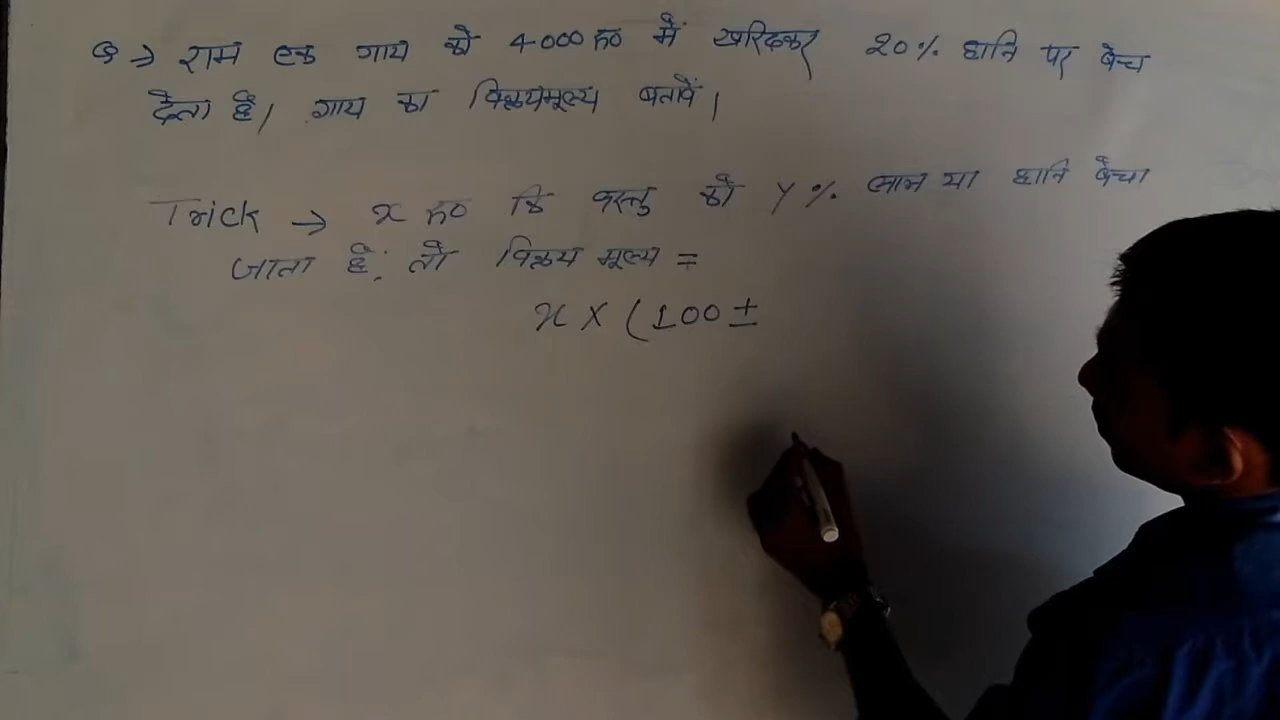 Q → राम एक गाय को 4000 रु० में खरिदकर 20% हानि पर बेच
देता है। गाय का विक्रयमूल्य बतावें।
Trick → x रु० कि वस्तु को y % लाभ या हानि बेचा
जाता है; तो विक्रय मूल्य =
x × (100 ±